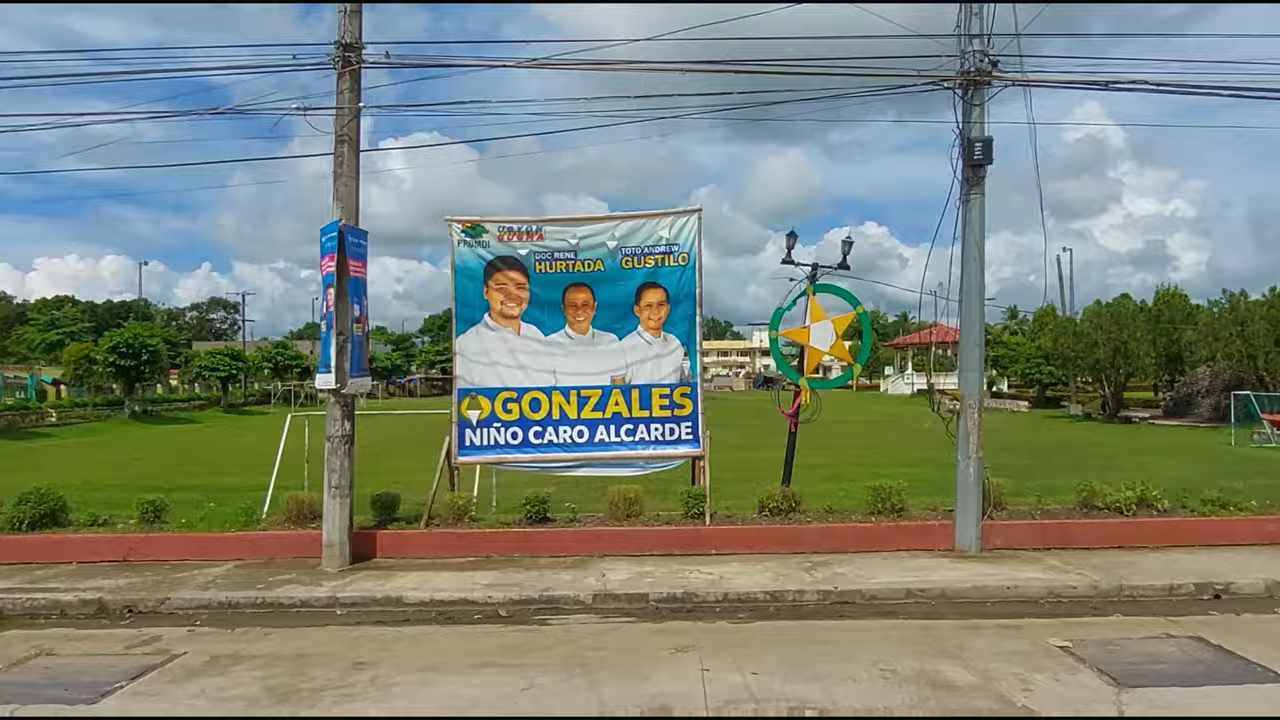 PROMDI
DOC RENE
HURTADA
TOTO ANDREW
GUSTILO
GONZALES
NIÑO CARO ALCARDE